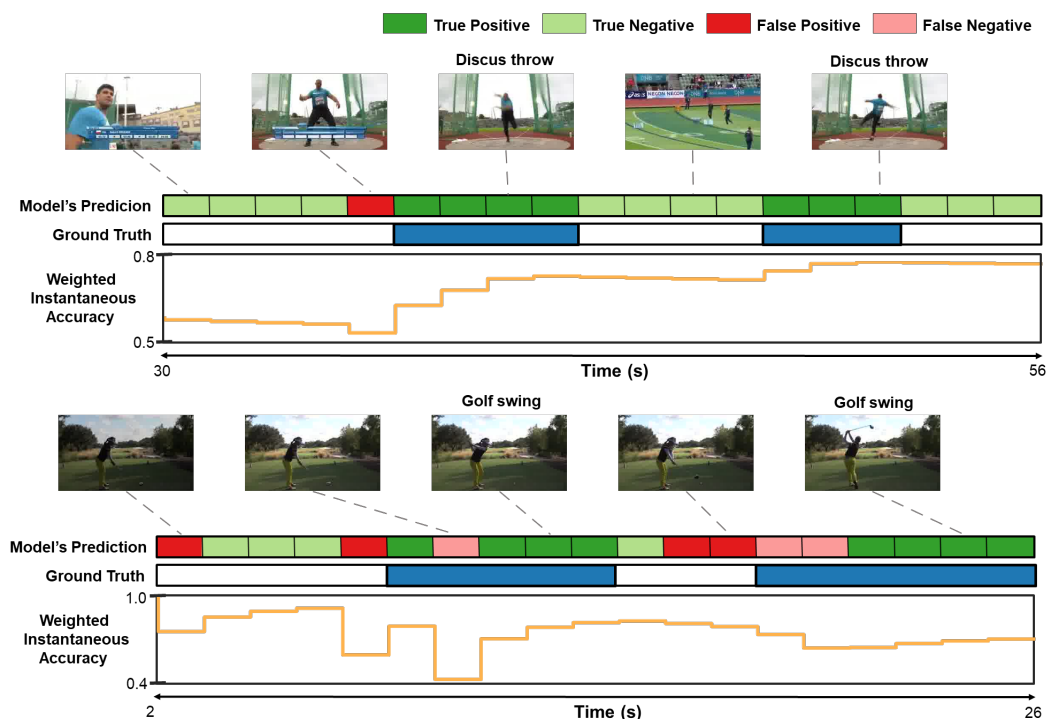 True Positive True Negative False Positive False Negative
Discus throw Discus throw
NEGON NEGON
Model's Predicion
Ground Truth
0.8
Weighted
Instantaneous
Accuracy
0.5
30 Time (s) 56
Golf swing Golf swing
Model's Prediction
Ground Truth
1.0
Weighted
Instantaneous
Accuracy
0.4
2 Time (s) 26